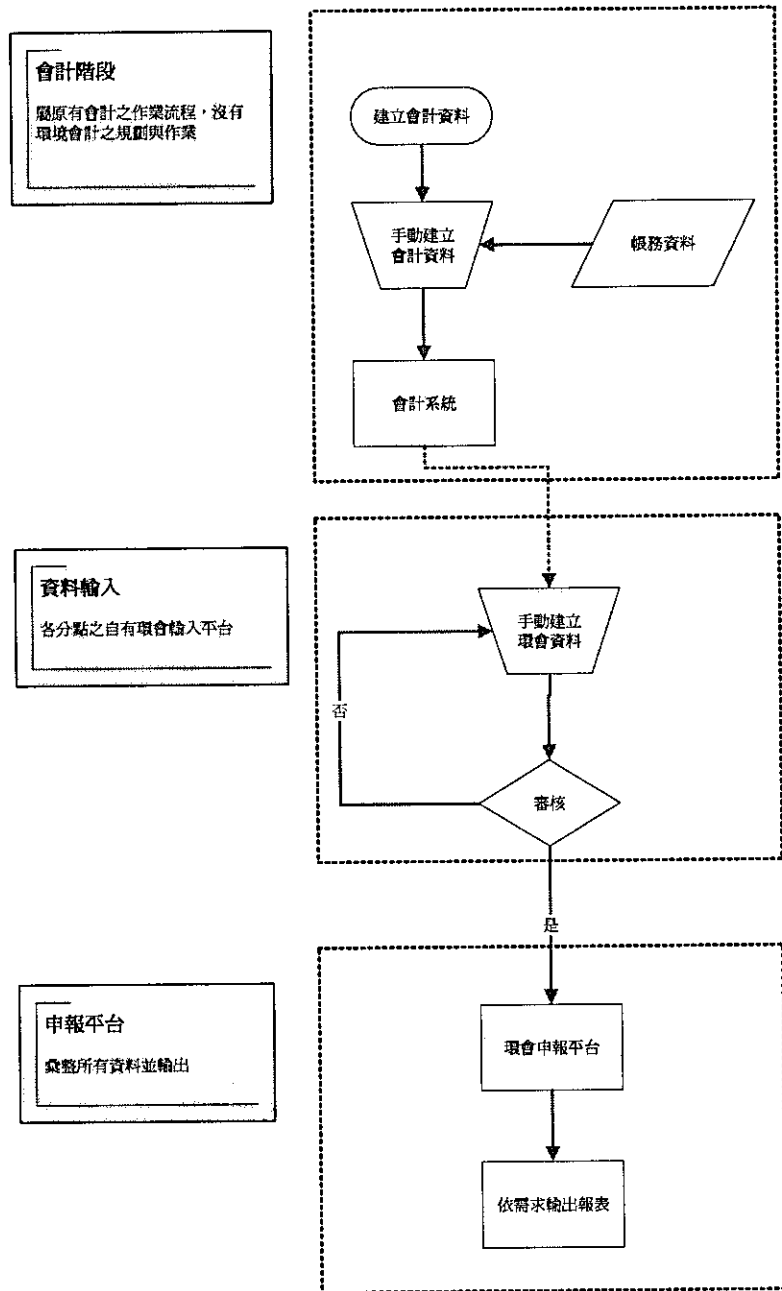 會計階段
屬原有會計之作業流程，沒有
環境會計之規劃與作業
建立會計資料
手動建立
會計資料
帳務資料
會計系統
資料輸入
各分點之自有環會輸入平台
手動建立
環會資料
否
審核
是
申報平台
彙整所有資料並輸出
環會申報平台
依需求輸出報表